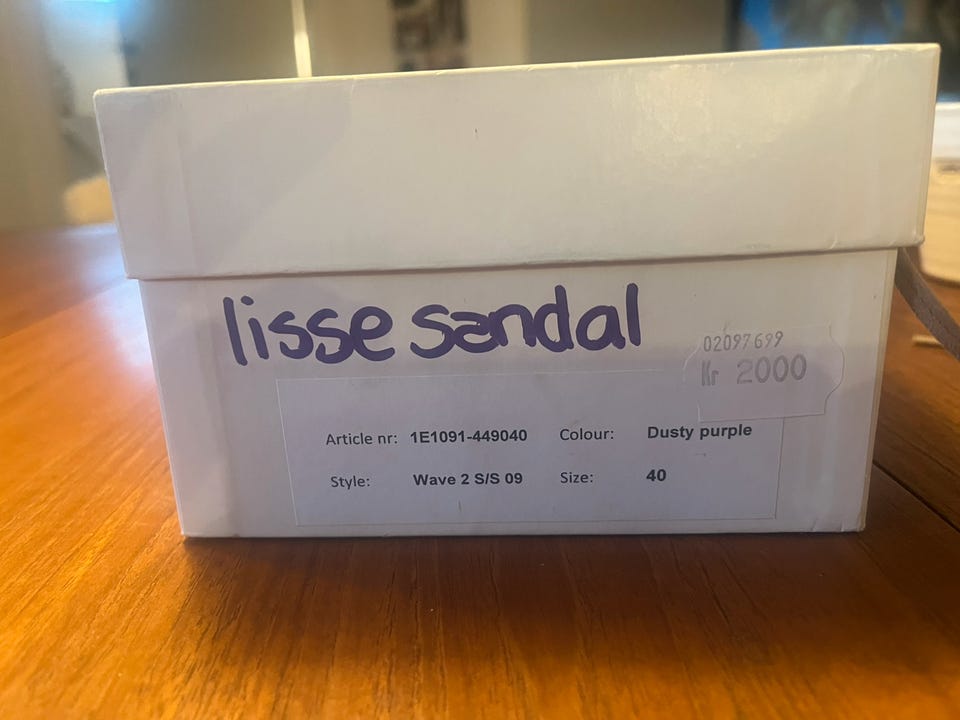 lisse sandal
02097699
Kr 2000
Article nr: 1E1091-449040 Colour: Dusty purple
Style: Wave 2 S/S 09 Size: 40